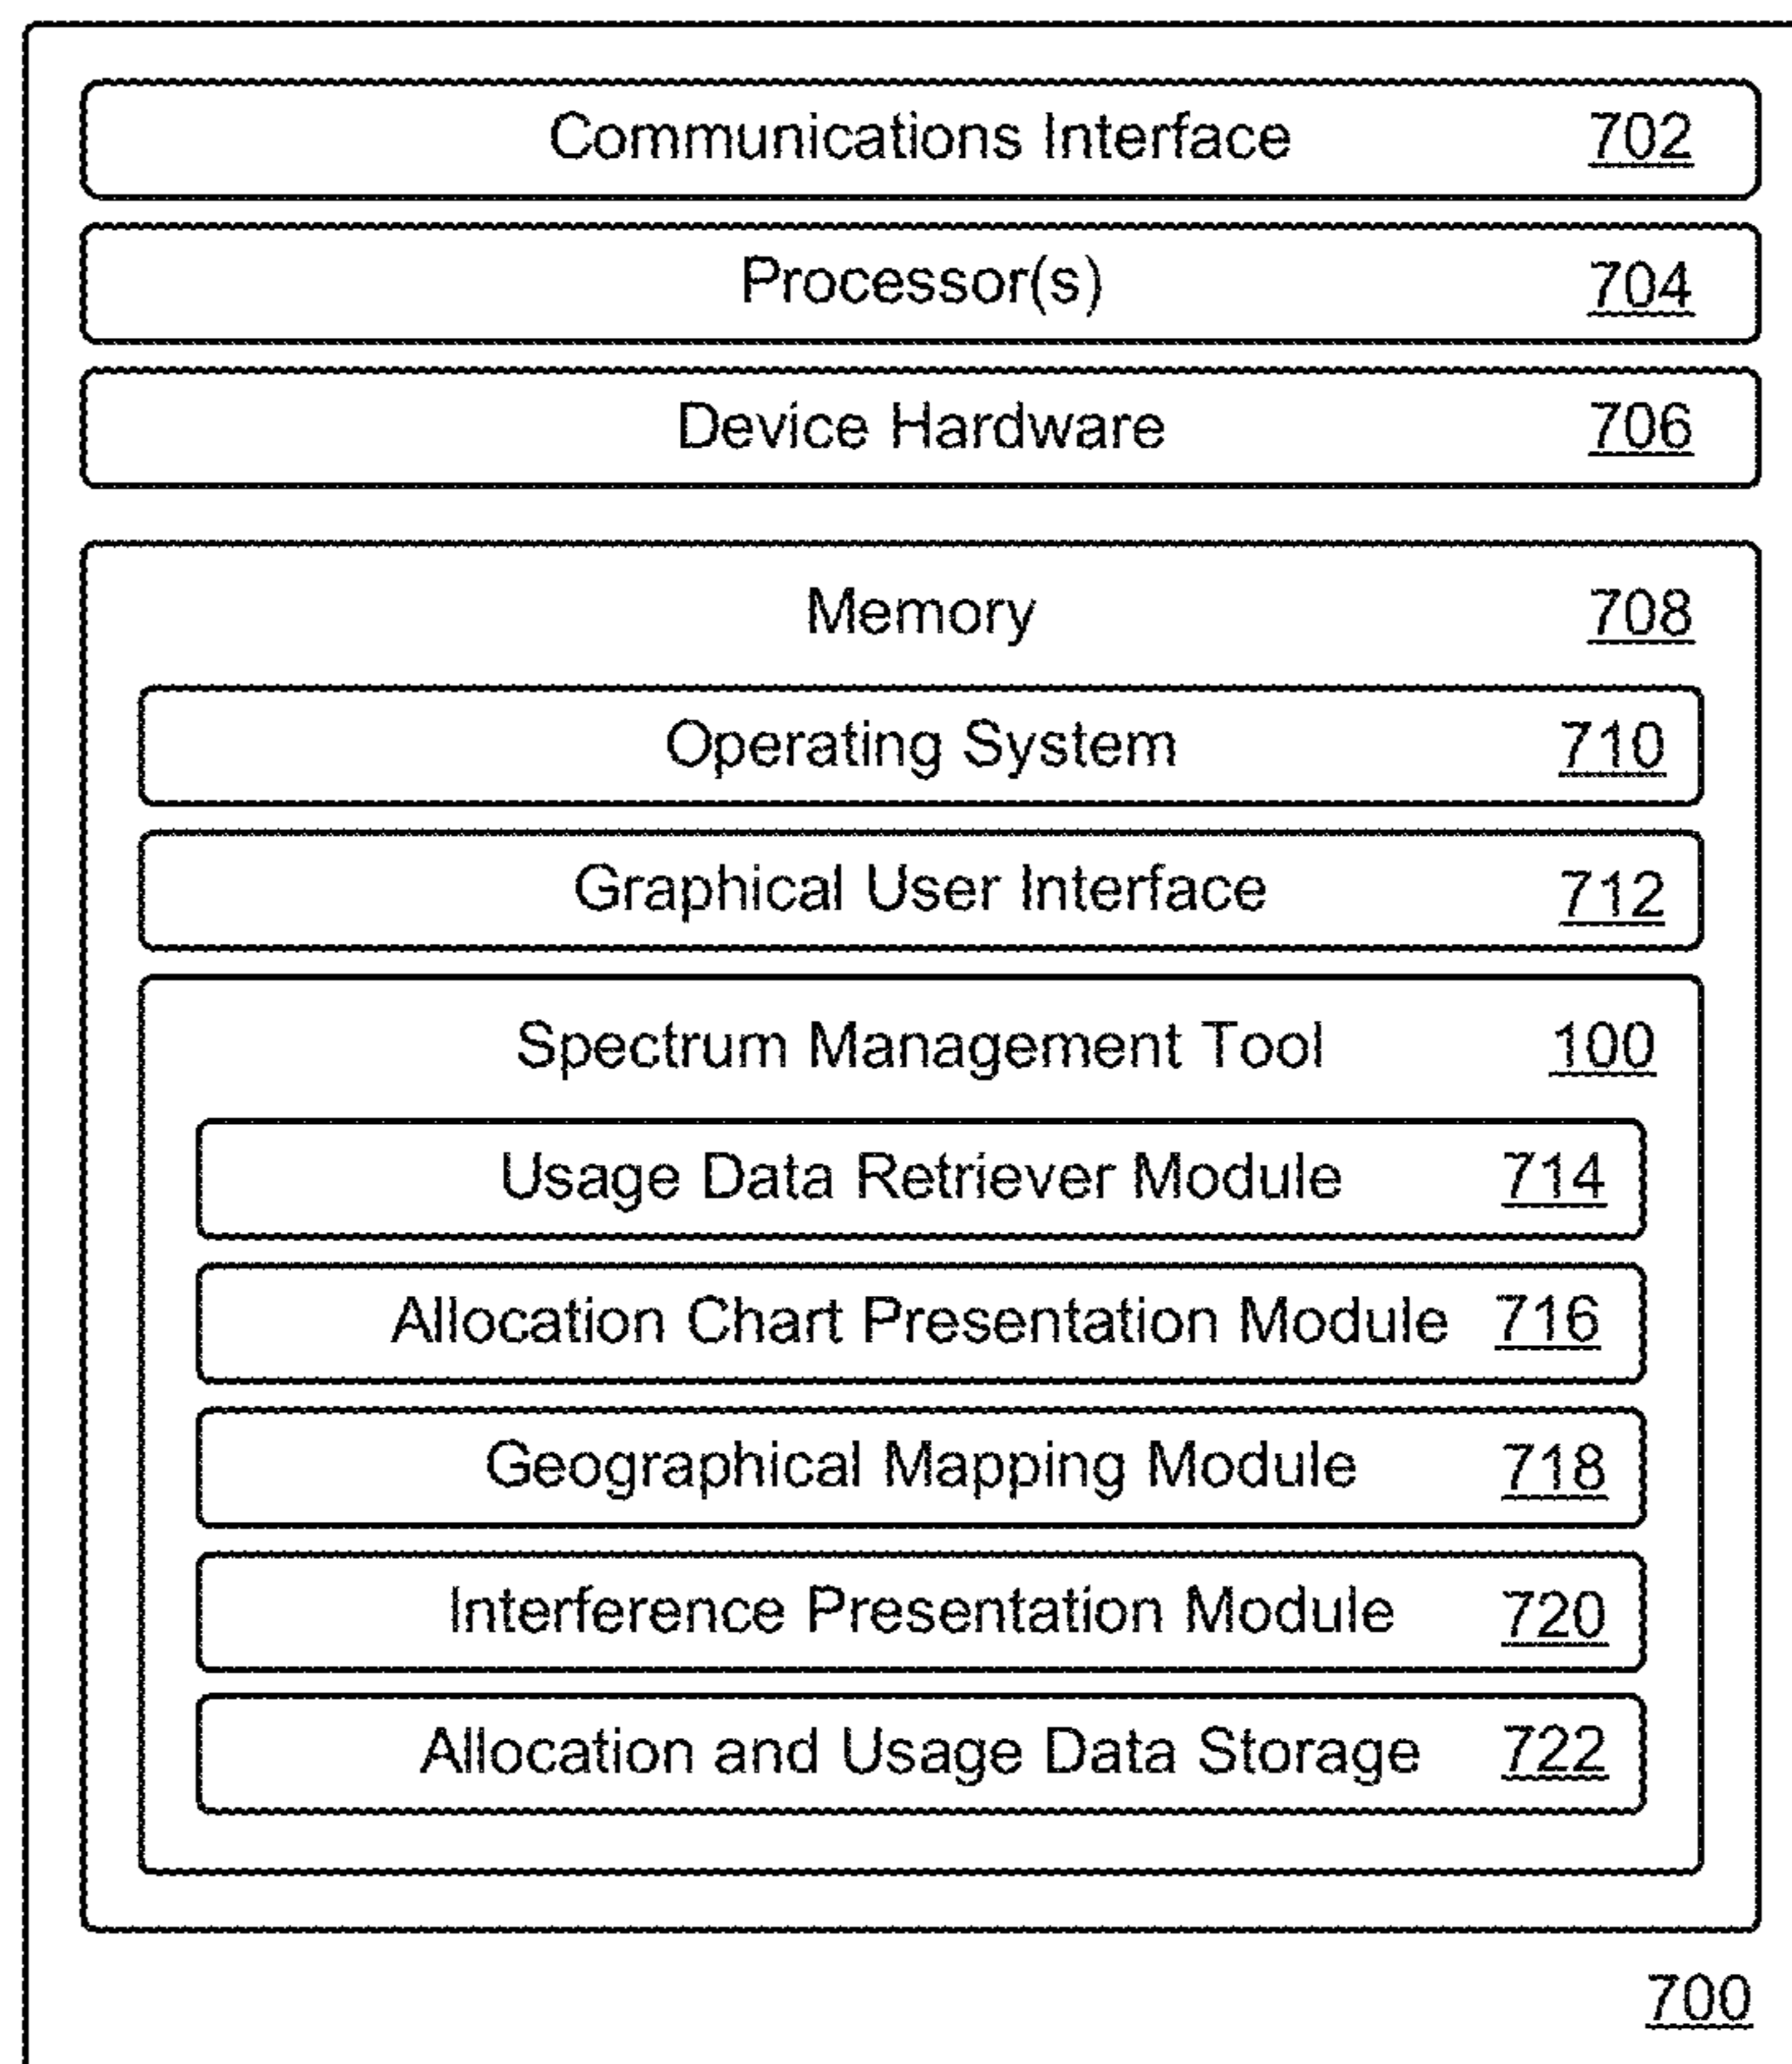 Communications Interface 702
Processor(s) 704
Device Hardware 706
Memory 708
Operating System 710
Graphical User Interface 712
Spectrum Management Tool 100
Usage Data Retriever Module 714
Allocation Chart Presentation Module 716
Geographical Mapping Module 718
Interference Presentation Module 720
Allocation and Usage Data Storage 722
700